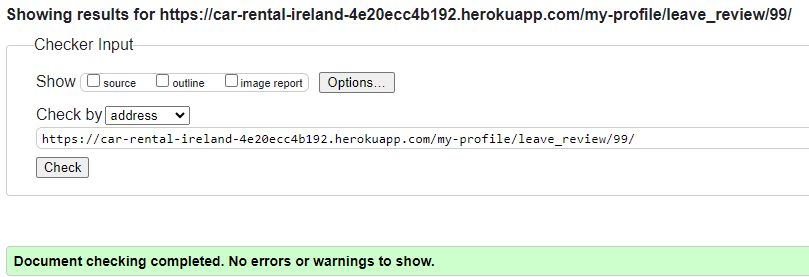 Showing results for https://car-rental-ireland-4e20ecc4b192.herokuapp.com/my-profile/leave_review/99/
Checker Input
Show source outline image report Options...
Check by address
https://car-rental-ireland-4e20ecc4b192.herokuapp.com/my-profile/leave_review/99/
Check
Document checking completed. No errors or warnings to show.